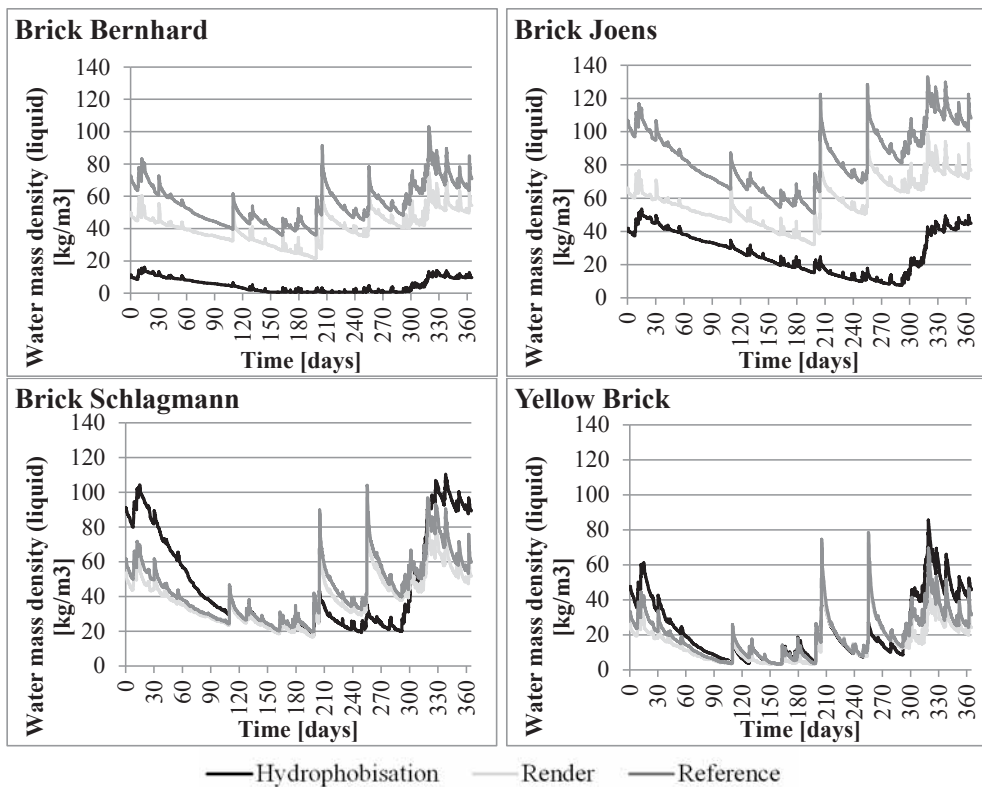 Brick Bernhard
Water mass density (liquid)
[kg/m3]
140
120
100
80
60
40
20
0
0 30 60 90 120 150 180 210 240 270 300 330 360
Time [days]
Brick Joens
Water mass density (liquid)
[kg/m3]
140
120
100
80
60
40
20
0
0 30 60 90 120 150 180 210 240 270 300 330 360
Time [days]
Brick Schlagmann
Water mass density (liquid)
[kg/m3]
140
120
100
80
60
40
20
0
0 30 60 90 120 150 180 210 240 270 300 330 360
Time [days]
Yellow Brick
Water mass density (liquid)
[kg/m3]
140
120
100
80
60
40
20
0
0 30 60 90 120 150 180 210 240 270 300 330 360
Time [days]
Hydrophobisation Render Reference